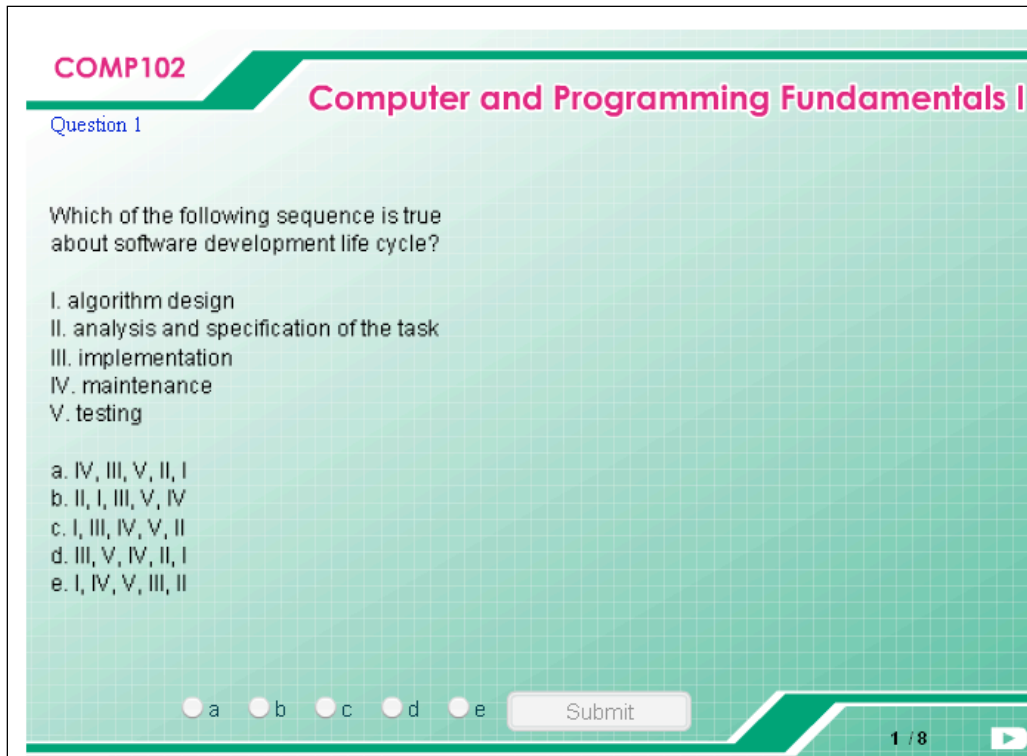 COMP102
Computer and Programming Fundamentals I
Question 1
Which of the following sequence is true
about software development life cycle?
I. algorithm design
II. analysis and specification of the task
III. implementation
IV. maintenance
V. testing
a. IV, III, V, II, I
b. II, I, III, V, IV
c. I, III, IV, V, II
d. III, V, IV, II, I
e. I, IV, V, III, II
a b c d e Submit
1 / 8